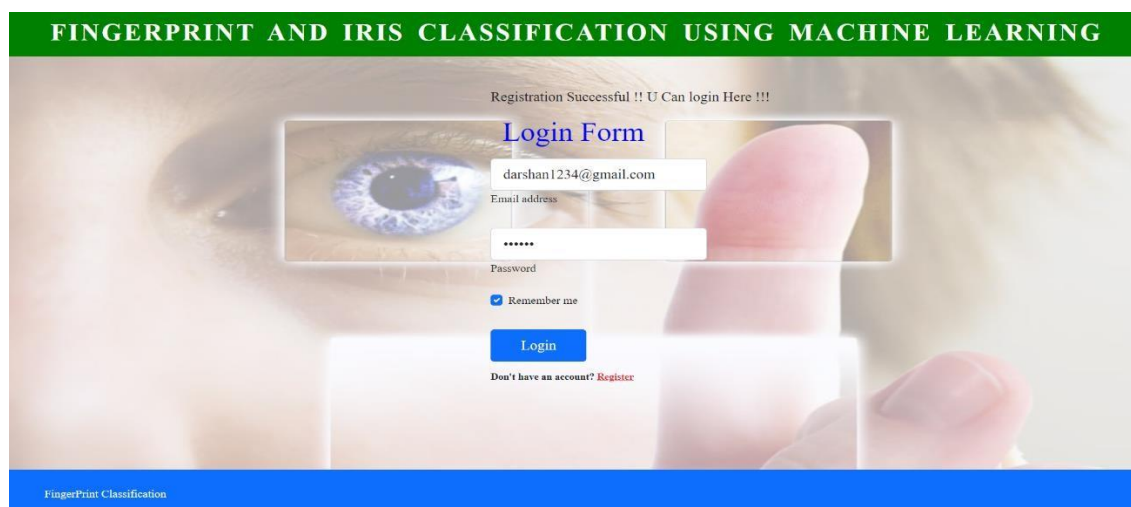 FINGERPRINT AND IRIS CLASSIFICATION USING MACHINE LEARNING
Registration Successful !! U Can login Here !!!
Login Form
darshan1234@gmail.com
Email address
••••••
Password
Remember me
Login
Don't have an account? Register
FingerPrint Classification